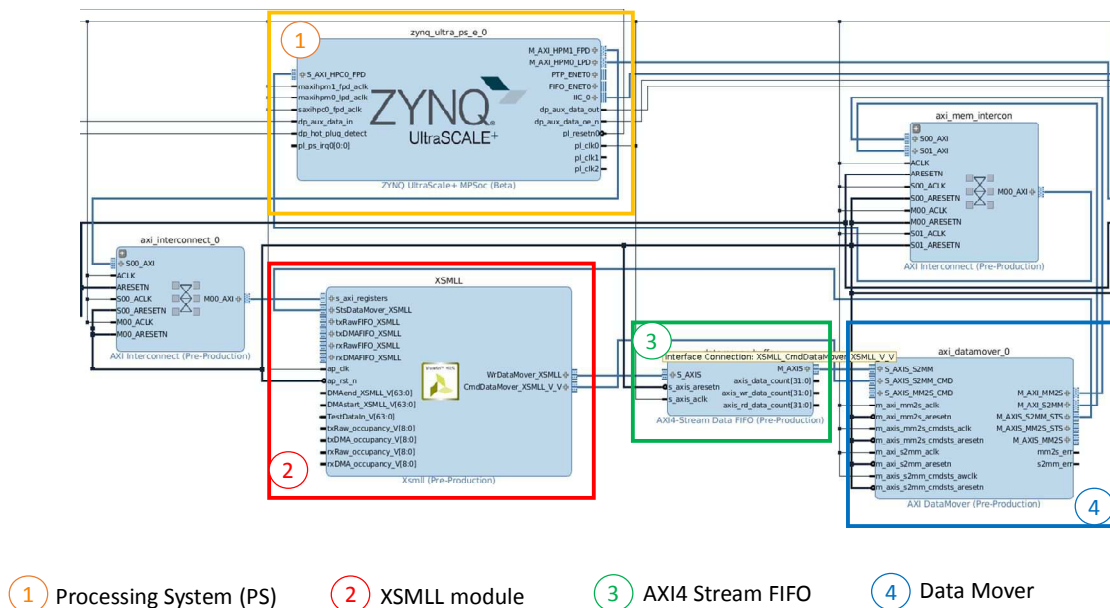 zynq_ultra_ps_e_0
1
M_AXI_HPM1_FPD
M_AXI_HPM0_LPD
S_AXI_HPC0_FPD
PTP_ENET0
maxihpm1_fpd_aclk
FIFO_ENET0
maxihpm0_lpd_aclk
IIC_0
saxihpc0_fpd_aclk
dp_aux_data_out
dp_aux_data_in
dp_aux_data_oe_n
dp_hot_plug_detect
pl_resetn0
pl_ps_irq0[0:0]
pl_clk0
pl_clk1
pl_clk2
ZYNQ
UltraSCALE+
ZYNQ UltraScale+ MPSoc (Beta)
axi_mem_intercon
S00_AXI
S01_AXI
ACLK
ARESETN
S00_ACLK
S00_ARESETN
M00_ACLK
M00_ARESETN
S01_ACLK
S01_ARESETN
M00_AXI
AXI Interconnect (Pre-Production)
axi_interconnect_0
S00_AXI
ACLK
ARESETN
S00_ACLK
S00_ARESETN
M00_ACLK
M00_ARESETN
M00_AXI
AXI Interconnect (Pre-Production)
XSMLL
s_axi_registers
StsDataMover_XSMLL
txRawFIFO_XSMLL
txDMAFIFO_XSMLL
rxRawFIFO_XSMLL
rxDMAFIFO_XSMLL
ap_clk
ap_rst_n
DMAend_XSMLL_V[63:0]
DMAstart_XSMLL_V[63:0]
TestDataIn_V[63:0]
txRaw_occupancy_V[8:0]
txDMA_occupancy_V[8:0]
rxRaw_occupancy_V[8:0]
rxDMA_occupancy_V[8:0]
WrDataMover_XSMLL
CmdDataMover_XSMLL_V_V
Xsmll (Pre-Production)
2
3
Interface Connection: XSMLL_CmdDataMover_XSMLL_V_V
S_AXIS
s_axis_aresetn
s_axis_aclk
M_AXIS
axis_data_count[31:0]
axis_wr_data_count[31:0]
axis_rd_data_count[31:0]
AXI4-Stream Data FIFO (Pre-Production)
axi_datamover_0
S_AXIS_S2MM
S_AXIS_S2MM_CMD
S_AXIS_MM2S_CMD
m_axi_mm2s_aclk
m_axi_mm2s_aresetn
m_axis_mm2s_cmdsts_aclk
m_axis_mm2s_cmdsts_aresetn
m_axi_s2mm_aclk
m_axi_s2mm_aresetn
m_axis_s2mm_cmdsts_awclk
m_axis_s2mm_cmdsts_aresetn
M_AXI_MM2S
M_AXI_S2MM
M_AXIS_S2MM_STS
M_AXIS_MM2S_STS
M_AXIS_MM2S
mm2s_err
s2mm_err
AXI DataMover (Pre-Production)
4
1 Processing System (PS)
2 XSMLL module
3 AXI4 Stream FIFO
4 Data Mover